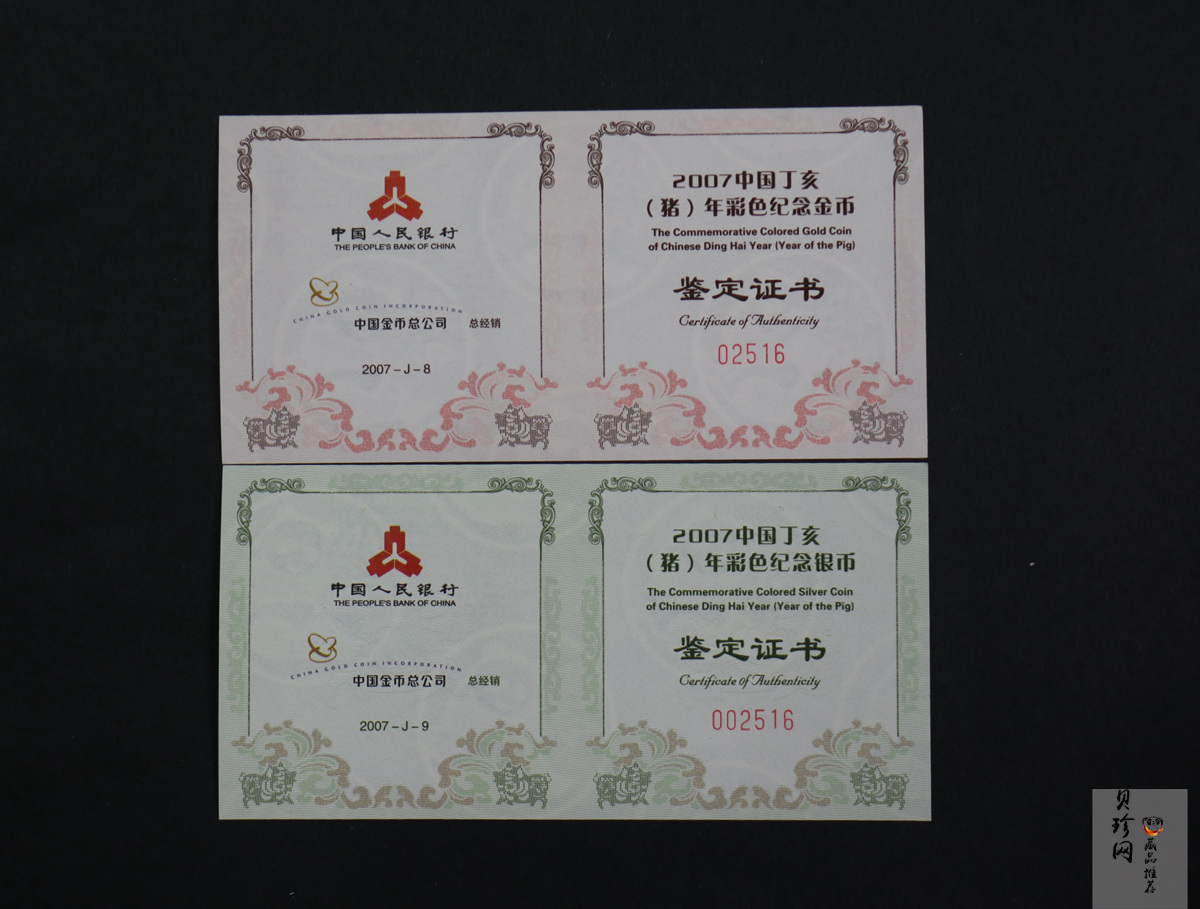 中国人民银行
THE PEOPLE'S BANK OF CHINA
CHINA GOLD COIN INCORPORATION
中国金币总公司 总经销
2007-J-8
2007中国丁亥
（猪）年彩色纪念金币
The Commemorative Colored Gold Coin
of Chinese Ding Hai Year (Year of the Pig)
鉴定证书
Certificate of Authenticity
02516
中国人民银行
THE PEOPLE'S BANK OF CHINA
CHINA GOLD COIN INCORPORATION
中国金币总公司 总经销
2007-J-9
2007中国丁亥
（猪）年彩色纪念银币
The Commemorative Colored Silver Coin
of Chinese Ding Hai Year (Year of the Pig)
鉴定证书
Certificate of Authenticity
002516
贝珍网
藏品推荐